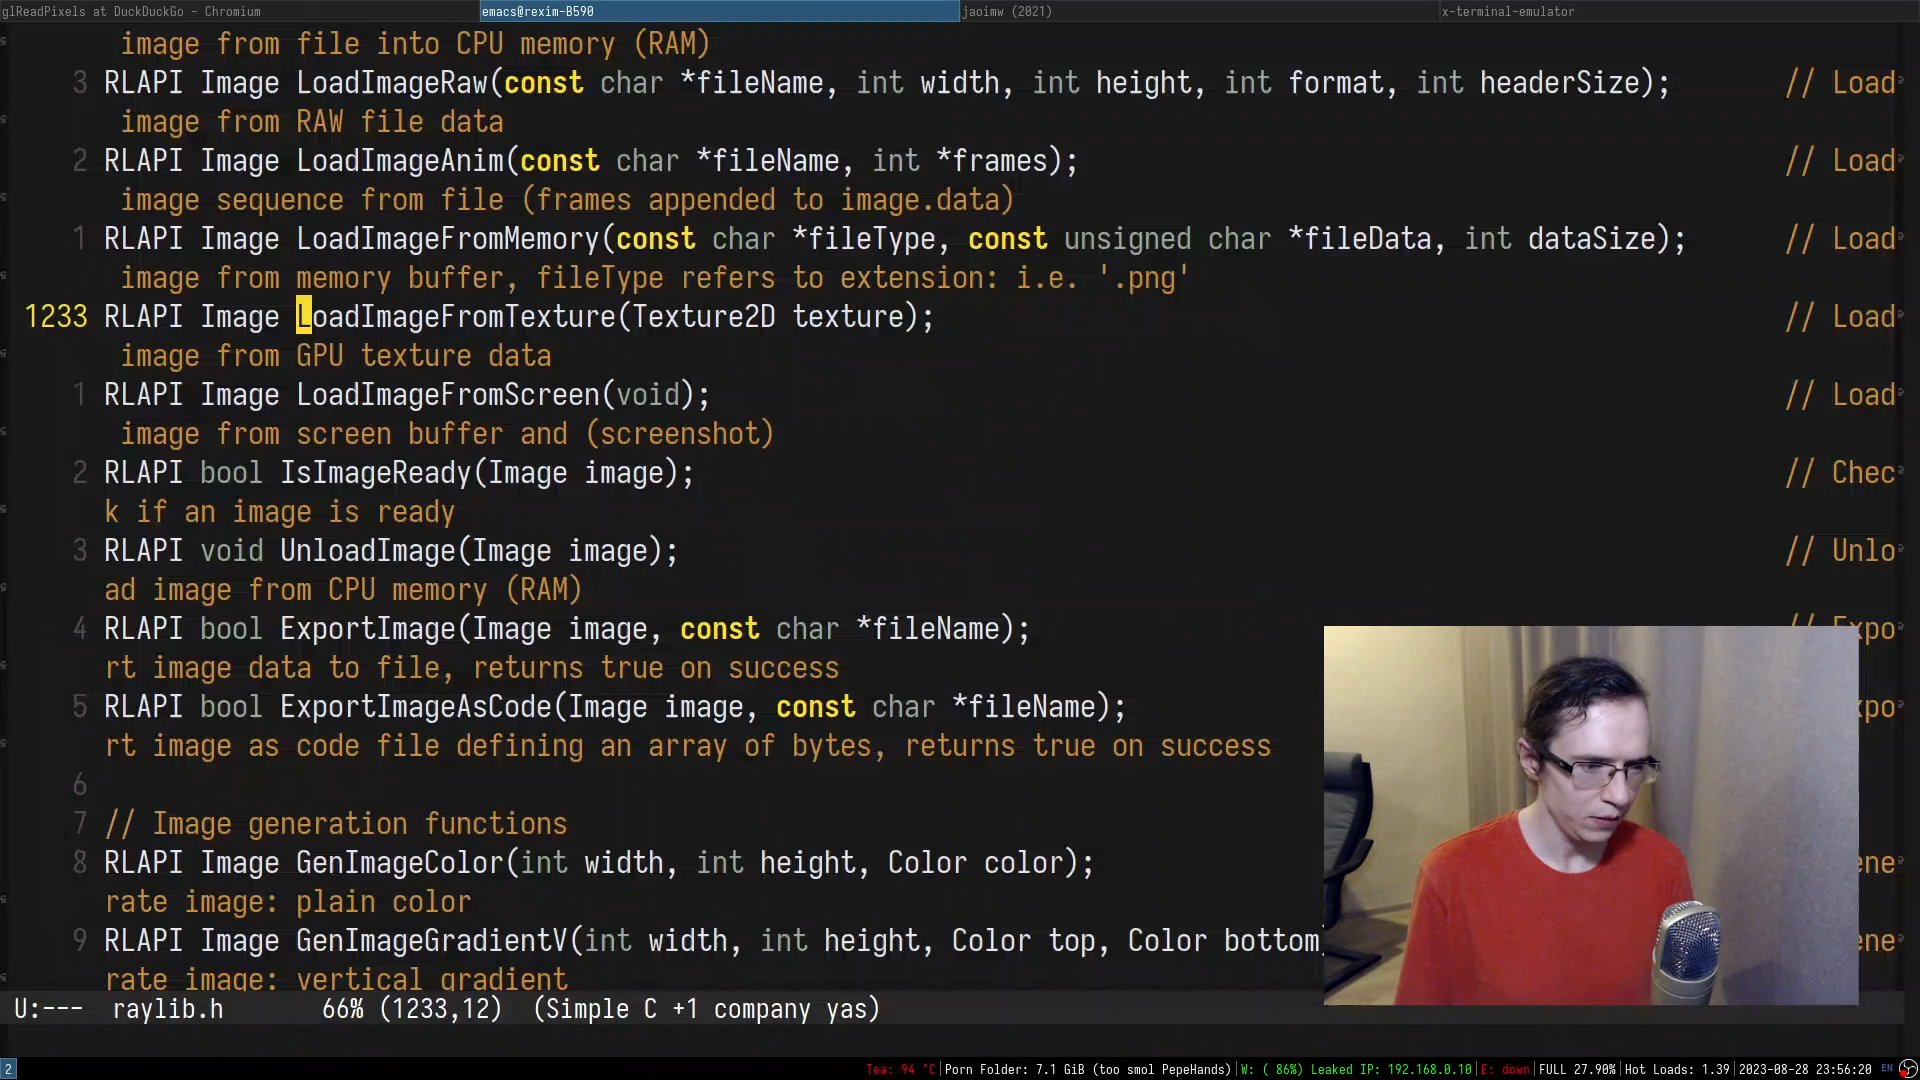 glReadPixels at DuckDuckGo - Chromium
emacs@rexim-B590
jaoimw (2021)
x-terminal-emulator
image from file into CPU memory (RAM)
3 RLAPI Image LoadImageRaw(const char *fileName, int width, int height, int format, int headerSize); // Load
image from RAW file data
2 RLAPI Image LoadImageAnim(const char *fileName, int *frames); // Load
image sequence from file (frames appended to image.data)
1 RLAPI Image LoadImageFromMemory(const char *fileType, const unsigned char *fileData, int dataSize); // Load
image from memory buffer, fileType refers to extension: i.e. '.png'
1233 RLAPI Image LoadImageFromTexture(Texture2D texture); // Load
image from GPU texture data
1 RLAPI Image LoadImageFromScreen(void); // Load
image from screen buffer and (screenshot)
2 RLAPI bool IsImageReady(Image image); // Chec
k if an image is ready
3 RLAPI void UnloadImage(Image image); // Unlo
ad image from CPU memory (RAM)
4 RLAPI bool ExportImage(Image image, const char *fileName); // Expo
rt image data to file, returns true on success
5 RLAPI bool ExportImageAsCode(Image image, const char *fileName); xpo
rt image as code file defining an array of bytes, returns true on success
6
7 // Image generation functions
8 RLAPI Image GenImageColor(int width, int height, Color color); ene
rate image: plain color
9 RLAPI Image GenImageGradientV(int width, int height, Color top, Color bottom ene
rate image: vertical gradient
U:--- raylib.h 66% (1233,12) (Simple C +1 company yas)
2 Tea: 94 °C|Porn Folder: 7.1 GiB (too smol PepeHands)|W: ( 86%) Leaked IP: 192.168.0.10|E: down|FULL 27.90%|Hot Loads: 1.39|2023-08-28 23:56:20 EN